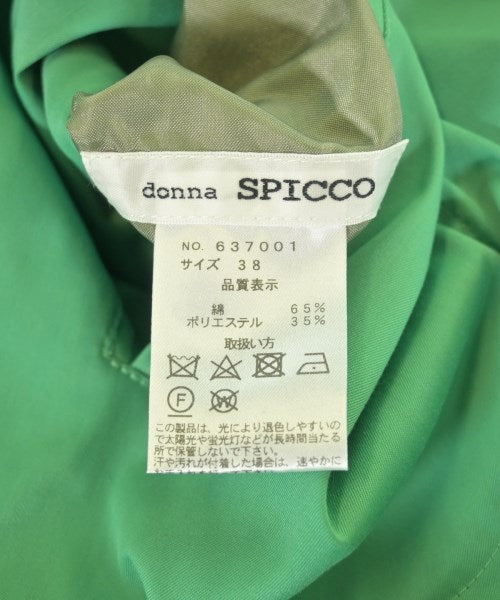 donna SPICCO
NO. 637001
サイズ 38
品質表示
綿 65%
ポリエステル 35%
取扱い方
F
W
この製品は、光により退色しやすいので
太陽光や蛍光灯などが長時間当たる
所で保管しないで下さい。
汗や汚れが付着した場合は、速やかに